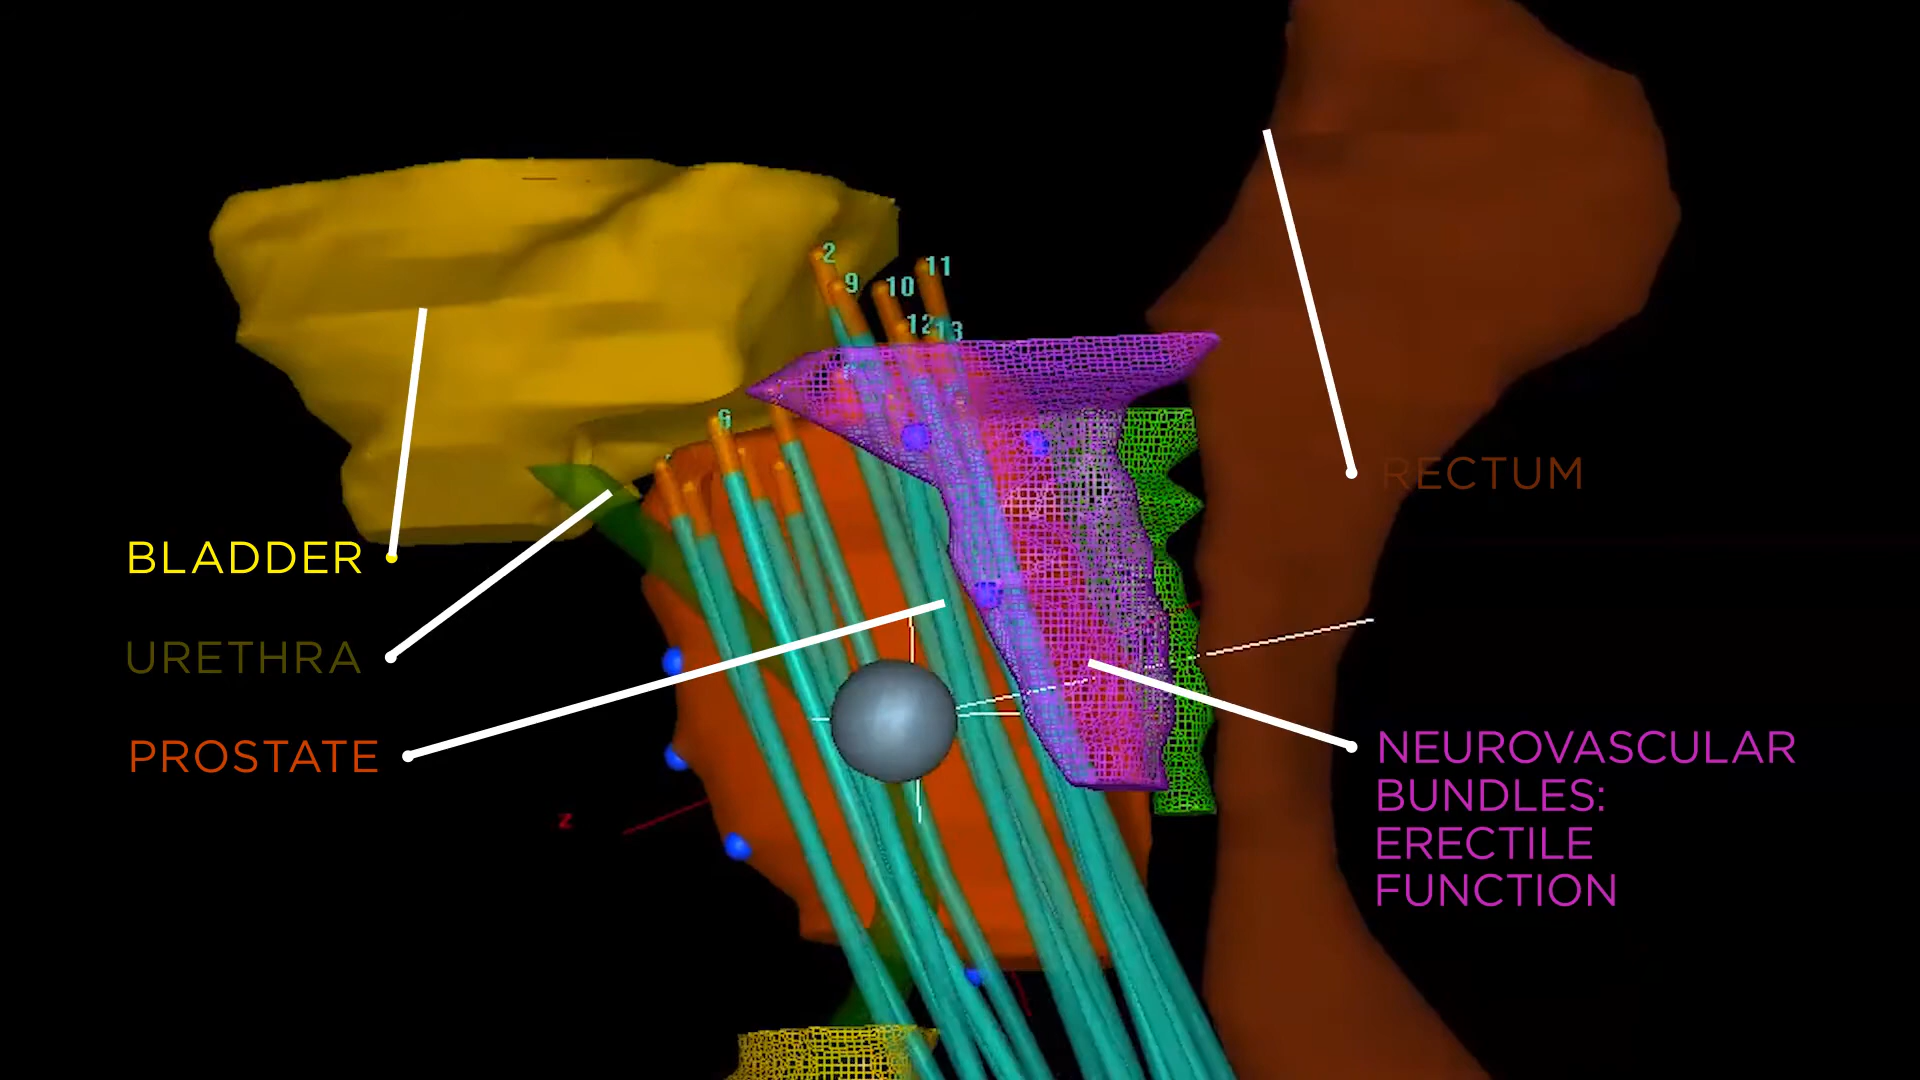 2
11
9
10
12
13
6
RECTUM
BLADDER
URETHRA
PROSTATE
NEUROVASCULAR
BUNDLES:
ERECTILE
FUNCTION
Z